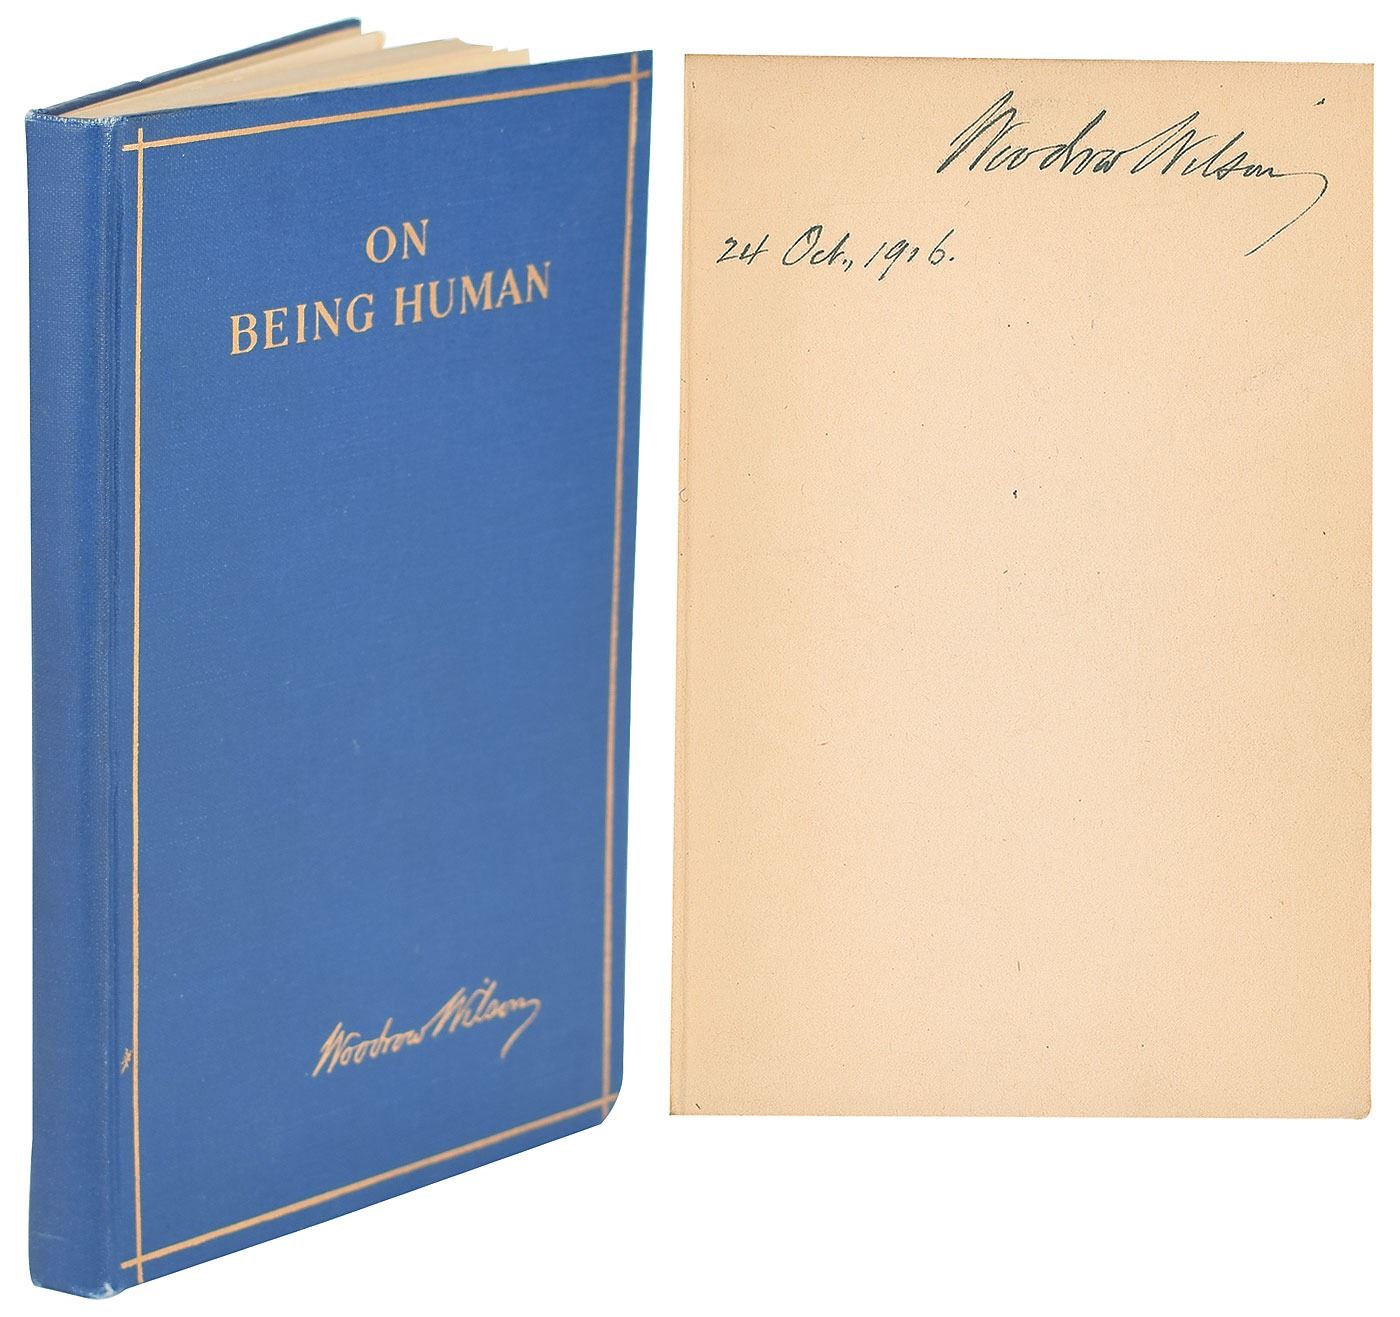 ON
BEING HUMAN
Woodrow Wilson
Woodrow Wilson
24 Oct., 1916.